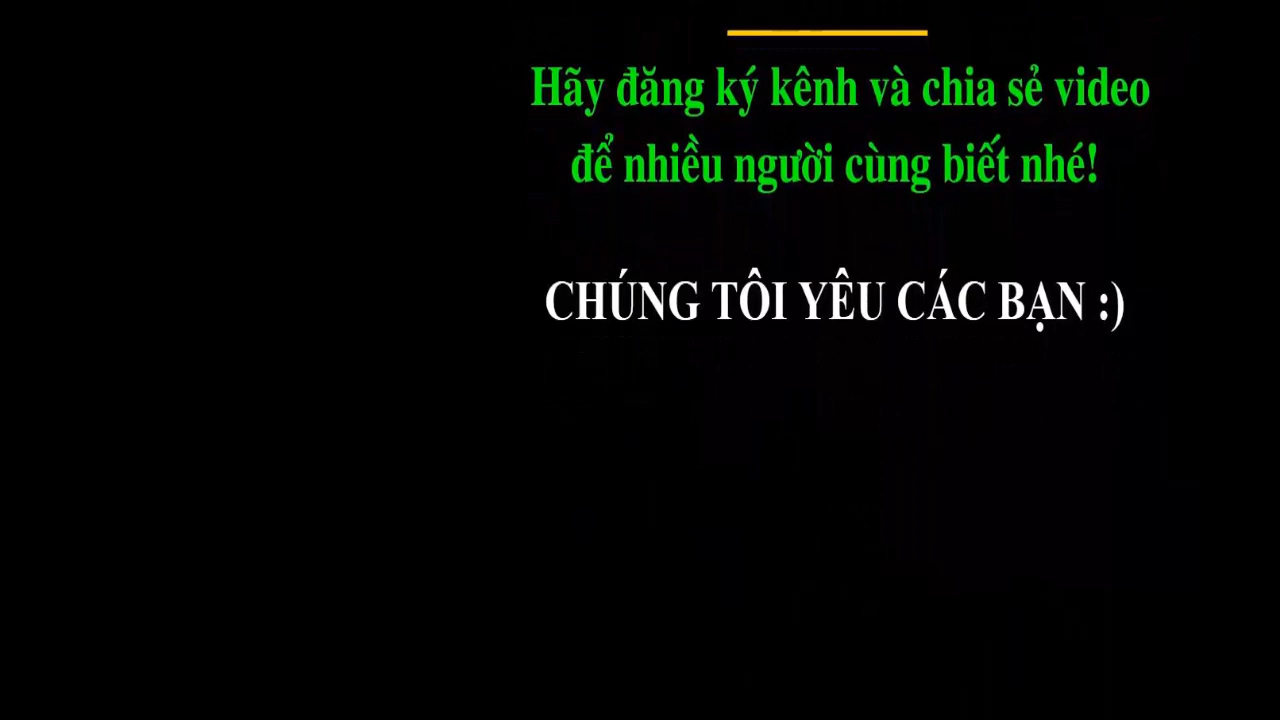 Hãy đăng ký kênh và chia sẻ video
để nhiều người cùng biết nhé!
CHÚNG TÔI YÊU CÁC BẠN :)